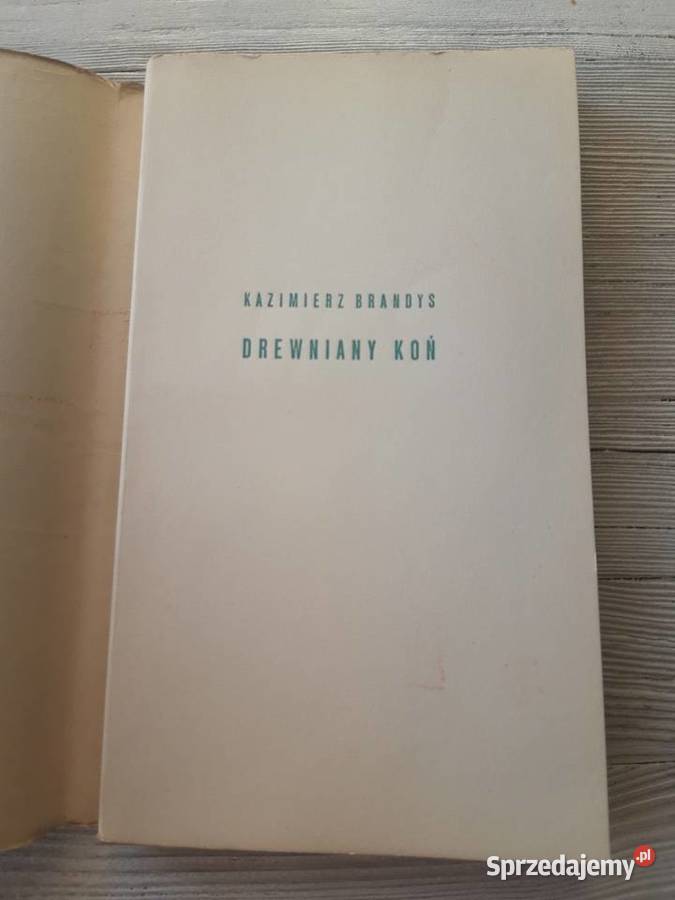 KAZIMIERZ BRANDYS
DREWNIANY KOŃ
Sprzedajemy.pl